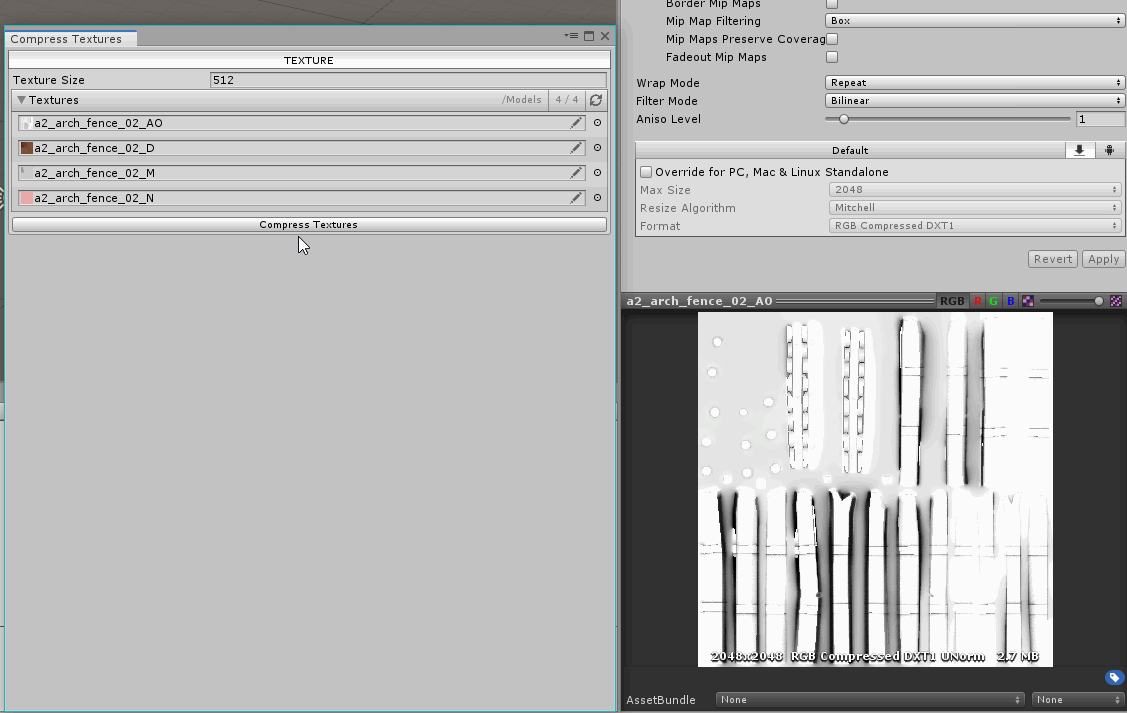 Compress Textures
TEXTURE
Texture Size 512
Textures /Models 4 / 4
a2_arch_fence_02_AO
a2_arch_fence_02_D
a2_arch_fence_02_M
a2_arch_fence_02_N
Compress Textures
Border Mip Maps
Mip Map Filtering Box
Mip Maps Preserve Coverag
Fadeout Mip Maps
Wrap Mode Repeat
Filter Mode Bilinear
Aniso Level 1
Default
Override for PC, Mac & Linux Standalone
Max Size 2048
Resize Algorithm Mitchell
Format RGB Compressed DXT1
Revert Apply
a2_arch_fence_02_AO RGB R G B
2048x2048 RGB Compressed DXT1 UNorm 2.7 MB
AssetBundle None None